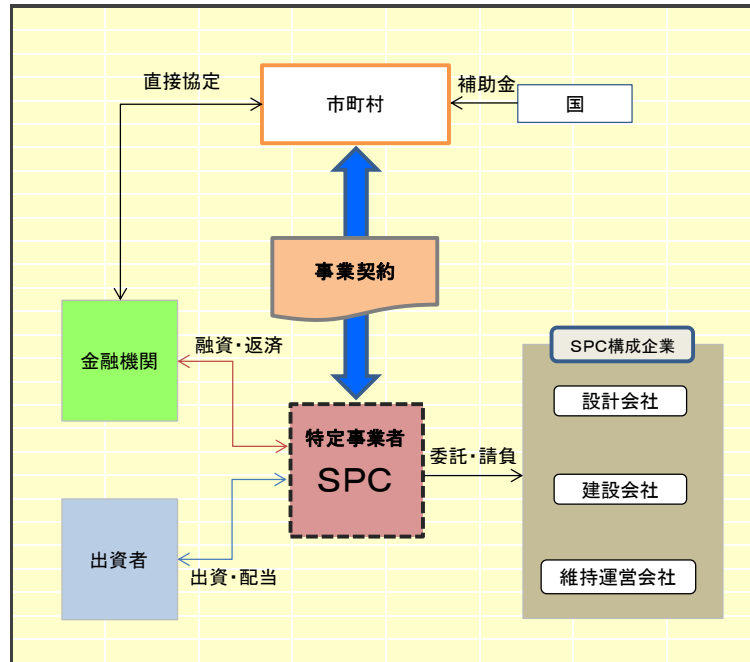 直接協定
市町村
補助金
国
事業契約
金融機関
融資・返済
SPC構成企業
設計会社
特定事業者
SPC
委託・請負
建設会社
出資者
出資・配当
維持運営会社